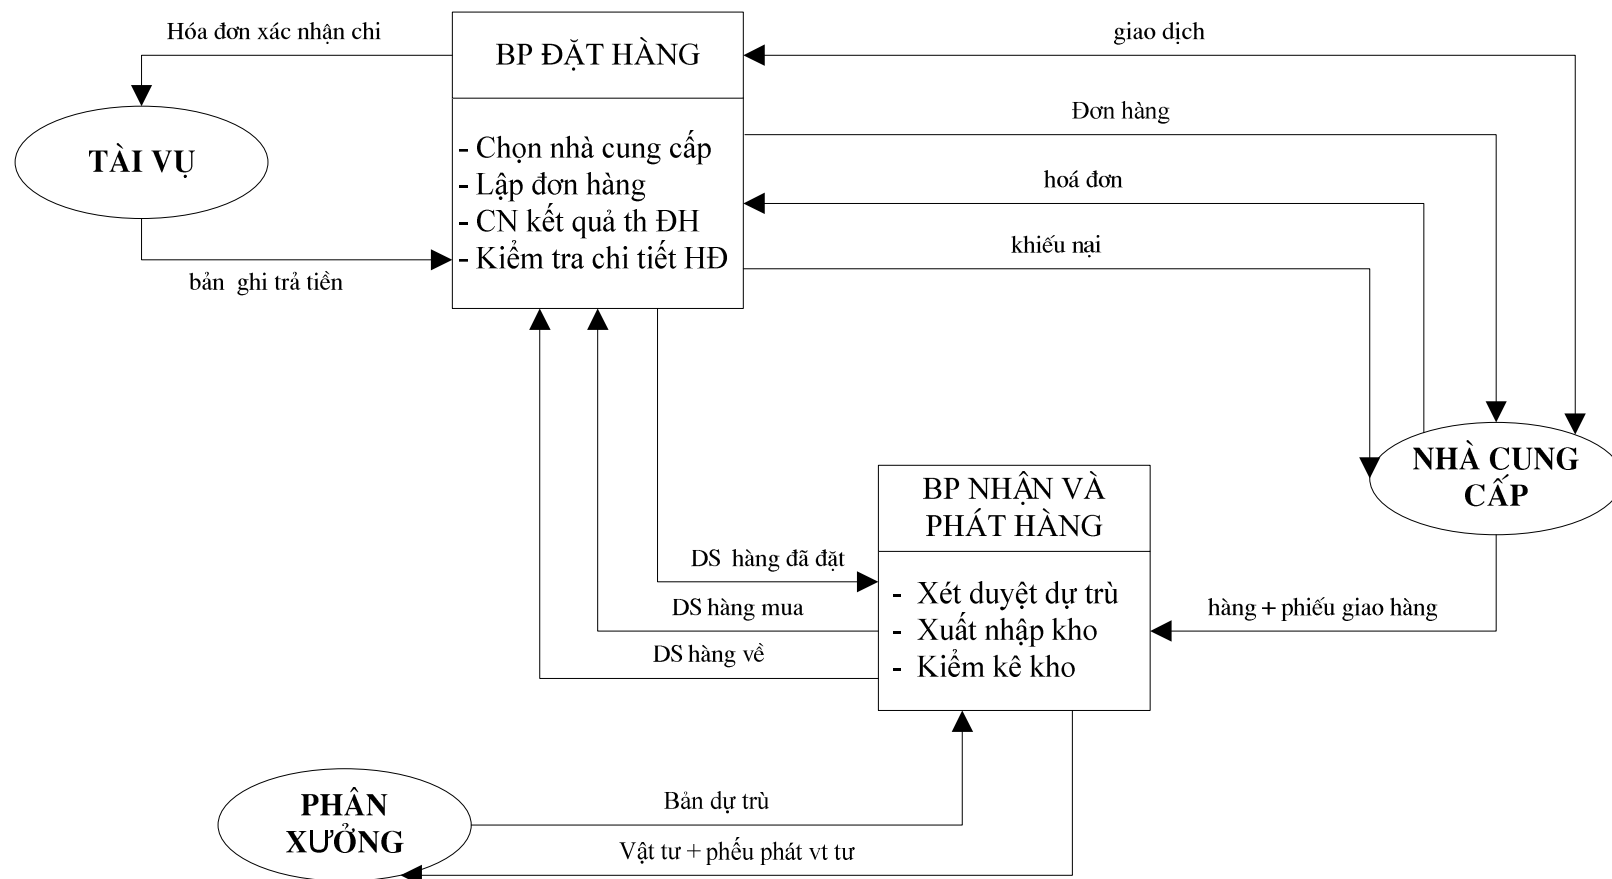 Hóa đơn xác nhận chi
BP ĐẶT HÀNG
giao dịch
Đơn hàng
TÀI VỤ
- Chọn nhà cung cấp
- Lập đơn hàng
- CN kết quả th ĐH
- Kiểm tra chi tiết HĐ
hoá đơn
khiếu nại
bản ghi trả tiền
NHÀ CUNG
CẤP
BP NHẬN VÀ
PHÁT HÀNG
DS hàng đã đặt
DS hàng mua
DS hàng về
- Xét duyệt dự trù
- Xuất nhập kho
- Kiểm kê kho
hàng + phiếu giao hàng
PHÂN
XƯỞNG
Bản dự trù
Vật tư + phếu phát vt tư